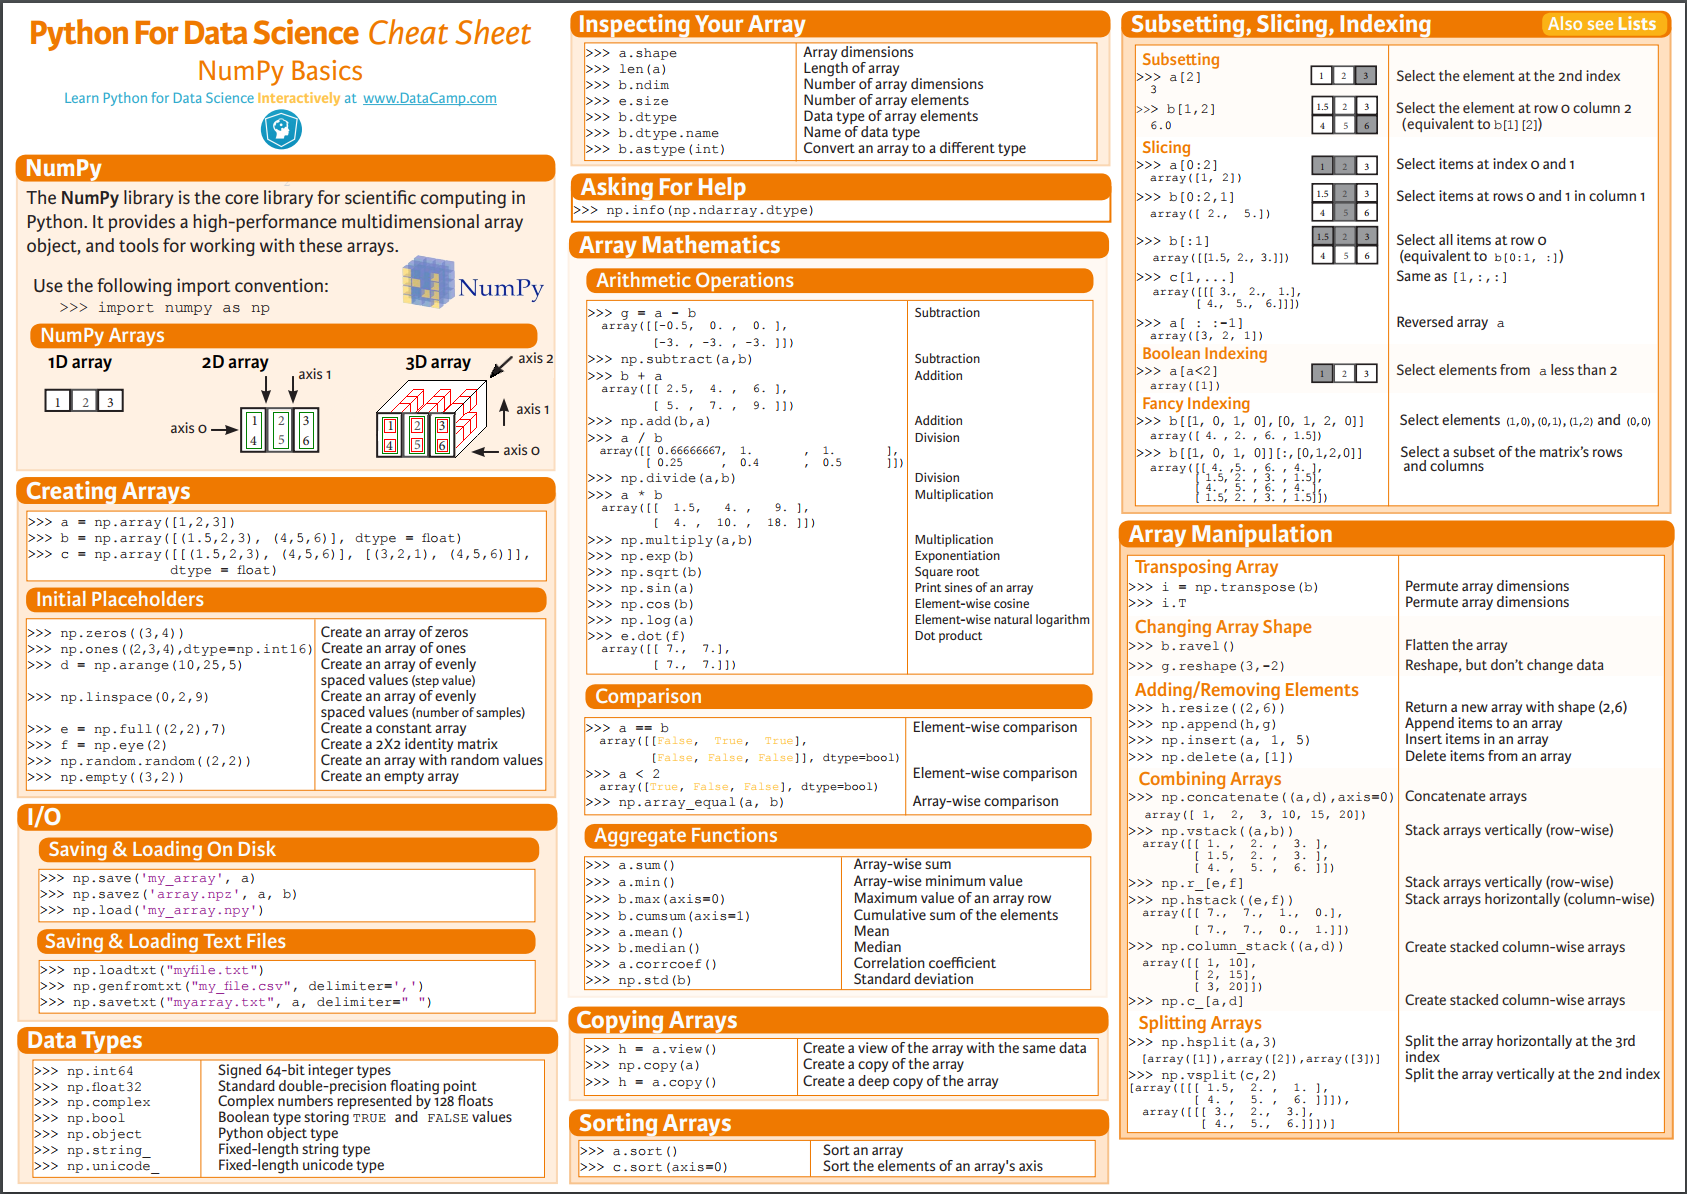 Python For Data Science Cheat Sheet
NumPy Basics
Learn Python for Data Science Interactively at www.DataCamp.com
NumPy
The NumPy library is the core library for scientific computing in
Python. It provides a high-performance multidimensional array
object, and tools for working with these arrays.
Use the following import convention:
>>> import numpy as np
NumPy
NumPy Arrays
1D array
2D array
3D array
axis 2
axis 1
axis 1
axis 0
axis 0
1 2 3
1 2 3
4 5 6
1 2 3
4 5 6
Creating Arrays
>>> a = np.array([1,2,3])
>>> b = np.array([(1.5,2,3), (4,5,6)], dtype = float)
>>> c = np.array([[(1.5,2,3), (4,5,6)], [(3,2,1), (4,5,6)]],
dtype = float)
Initial Placeholders
>>> np.zeros((3,4)) Create an array of zeros
>>> np.ones((2,3,4),dtype=np.int16) Create an array of ones
>>> d = np.arange(10,25,5) Create an array of evenly
spaced values (step value)
>>> np.linspace(0,2,9) Create an array of evenly
spaced values (number of samples)
>>> e = np.full((2,2),7) Create a constant array
>>> f = np.eye(2) Create a 2X2 identity matrix
>>> np.random.random((2,2)) Create an array with random values
>>> np.empty((3,2)) Create an empty array
I/O
Saving & Loading On Disk
>>> np.save('my_array', a)
>>> np.savez('array.npz', a, b)
>>> np.load('my_array.npy')
Saving & Loading Text Files
>>> np.loadtxt("myfile.txt")
>>> np.genfromtxt("my_file.csv", delimiter=',')
>>> np.savetxt("myarray.txt", a, delimiter=" ")
Data Types
>>> np.int64 Signed 64-bit integer types
>>> np.float32 Standard double-precision floating point
>>> np.complex Complex numbers represented by 128 floats
>>> np.bool Boolean type storing TRUE and FALSE values
>>> np.object Python object type
>>> np.string_ Fixed-length string type
>>> np.unicode_ Fixed-length unicode type
Inspecting Your Array
>>> a.shape Array dimensions
>>> len(a) Length of array
>>> b.ndim Number of array dimensions
>>> e.size Number of array elements
>>> b.dtype Data type of array elements
>>> b.dtype.name Name of data type
>>> b.astype(int) Convert an array to a different type
Asking For Help
>>> np.info(np.ndarray.dtype)
Array Mathematics
Arithmetic Operations
>>> g = a - b Subtraction
array([[-0.5, 0. , 0. ],
[-3. , -3. , -3. ]])
>>> np.subtract(a,b) Subtraction
>>> b + a Addition
array([[ 2.5, 4. , 6. ],
[ 5. , 7. , 9. ]])
>>> np.add(b,a) Addition
>>> a / b Division
array([[ 0.66666667, 1. , 1. ],
[ 0.25 , 0.4 , 0.5 ]])
>>> np.divide(a,b) Division
>>> a * b Multiplication
array([[ 1.5, 4. , 9. ],
[ 4. , 10. , 18. ]])
>>> np.multiply(a,b) Multiplication
>>> np.exp(b) Exponentiation
>>> np.sqrt(b) Square root
>>> np.sin(a) Print sines of an array
>>> np.cos(b) Element-wise cosine
>>> np.log(a) Element-wise natural logarithm
>>> e.dot(f) Dot product
array([[ 7., 7.],
[ 7., 7.]])
Comparison
>>> a == b Element-wise comparison
array([[False, True, True],
[False, False, False]], dtype=bool)
>>> a < 2 Element-wise comparison
array([True, False, False], dtype=bool)
>>> np.array_equal(a, b) Array-wise comparison
Aggregate Functions
>>> a.sum() Array-wise sum
>>> a.min() Array-wise minimum value
>>> b.max(axis=0) Maximum value of an array row
>>> b.cumsum(axis=1) Cumulative sum of the elements
>>> a.mean() Mean
>>> b.median() Median
>>> a.corrcoef() Correlation coefficient
>>> np.std(b) Standard deviation
Copying Arrays
>>> h = a.view() Create a view of the array with the same data
>>> np.copy(a) Create a copy of the array
>>> h = a.copy() Create a deep copy of the array
Sorting Arrays
>>> a.sort() Sort an array
>>> c.sort(axis=0) Sort the elements of an array's axis
Subsetting, Slicing, Indexing Also see Lists
Subsetting
>>> a[2] 1 2 3 Select the element at the 2nd index
3
>>> b[1,2] 1.5 2 3 Select the element at row 0 column 2
6.0 4 5 6 (equivalent to b[1][2])
Slicing
>>> a[0:2] 1 2 3 Select items at index 0 and 1
array([1, 2])
>>> b[0:2,1] 1.5 2 3 Select items at rows 0 and 1 in column 1
array([ 2., 5.]) 4 5 6
>>> b[:1] 1.5 2 3 Select all items at row 0
array([[1.5, 2., 3.]]) 4 5 6 (equivalent to b[0:1, :])
>>> c[1,...] Same as [1,:,:]
array([[[ 3., 2., 1.],
[ 4., 5., 6.]]])
>>> a[ : :-1] Reversed array a
array([3, 2, 1])
Boolean Indexing
>>> a[a<2] 1 2 3 Select elements from a less than 2
array([1])
Fancy Indexing
>>> b[[1, 0, 1, 0],[0, 1, 2, 0]] Select elements (1,0),(0,1),(1,2) and (0,0)
array([ 4. , 2. , 6. , 1.5])
>>> b[[1, 0, 1, 0]][:,[0,1,2,0]] Select a subset of the matrix's rows
and columns
array([[ 4. ,5. , 6. , 4. ],
[ 1.5, 2. , 3. , 1.5],
[ 4. , 5. , 6. , 4. ],
[ 1.5, 2. , 3. , 1.5]])
Array Manipulation
Transposing Array
>>> i = np.transpose(b) Permute array dimensions
>>> i.T Permute array dimensions
Changing Array Shape
>>> b.ravel() Flatten the array
>>> g.reshape(3,-2) Reshape, but don't change data
Adding/Removing Elements
>>> h.resize((2,6)) Return a new array with shape (2,6)
>>> np.append(h,g) Append items to an array
>>> np.insert(a, 1, 5) Insert items in an array
>>> np.delete(a,[1]) Delete items from an array
Combining Arrays
>>> np.concatenate((a,d),axis=0) Concatenate arrays
array([ 1, 2, 3, 10, 15, 20])
>>> np.vstack((a,b)) Stack arrays vertically (row-wise)
array([[ 1. , 2. , 3. ],
[ 1.5, 2. , 3. ],
[ 4. , 5. , 6. ]])
>>> np.r_[e,f] Stack arrays vertically (row-wise)
>>> np.hstack((e,f)) Stack arrays horizontally (column-wise)
array([[ 7., 7., 1., 0.],
[ 7., 7., 0., 1.]])
>>> np.column_stack((a,d)) Create stacked column-wise arrays
array([[ 1, 10],
[ 2, 15],
[ 3, 20]])
>>> np.c_[a,d] Create stacked column-wise arrays
Splitting Arrays
>>> np.hsplit(a,3) Split the array horizontally at the 3rd
index
[array([1]),array([2]),array([3])]
>>> np.vsplit(c,2) Split the array vertically at the 2nd index
[array([[[ 1.5, 2. , 1. ],
[ 4. , 5. , 6. ]]]),
array([[[ 3., 2., 3.],
[ 4., 5., 6.]]])]